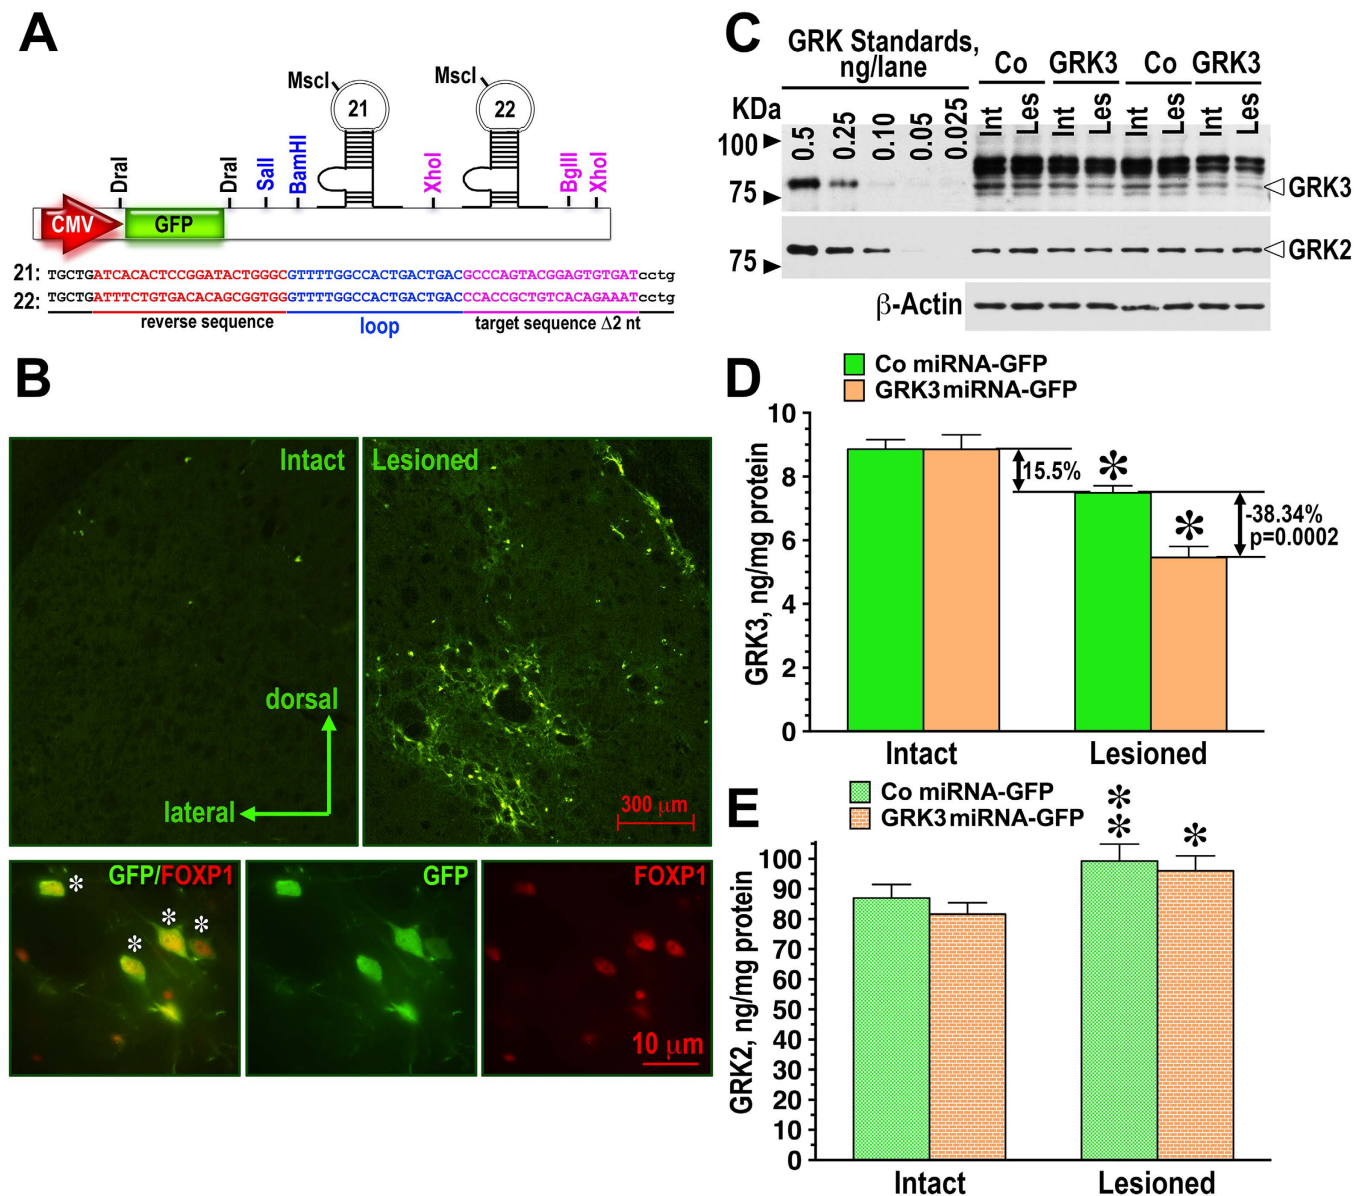 A
MscI
21
MscI
22
DraI
DraI
SalI
BamHI
XhoI
BglII
XhoI
CMV
GFP
21: TGCTGATCACACTCCGGATACTGGGCGTTTTGGCCACTGACTGACGCCCAGTACGGAGTGTGATcctg
22: TGCTGATTTCTGTGACACAGCGGTGGGTTTTGGCCACTGACTGACCCACCGCTGTCACAGAAATcctg
reverse sequence
loop
target sequence Δ2 nt
B
Intact
dorsal
lateral
Lesioned
300 μm
GFP/FOXP1
* * * *
GFP
FOXP1
10 μm
C
GRK Standards,
ng/lane
Co GRK3 Co GRK3
KDa
0.5 0.25 0.10 0.05 0.025 Int Les Int Les Int Les Int Les
100
75
GRK3
75
GRK2
β-Actin
D
Co miRNA-GFP
GRK3miRNA-GFP
GRK3, ng/mg protein
10
8
6
4
2
0
15.5%
*
*
-38.34%
p=0.0002
Intact
Lesioned
E
Co miRNA-GFP
GRK3miRNA-GFP
GRK2, ng/mg protein
100
90
80
70
60
50
40
30
20
10
0
**
*
Intact
Lesioned